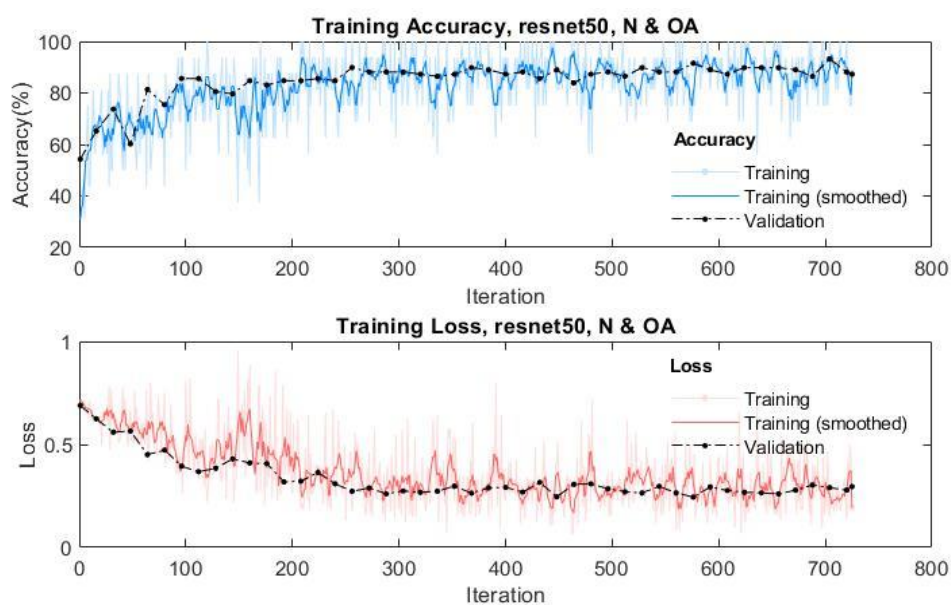 Training Accuracy, resnet50, N & OA
100
80
60
40
20
Accuracy(%)
Accuracy
Training
Training (smoothed)
Validation
0 100 200 300 400 500 600 700 800
Iteration
Training Loss, resnet50, N & OA
1
0.5
0
Loss
Loss
Training
Training (smoothed)
Validation
0 100 200 300 400 500 600 700 800
Iteration